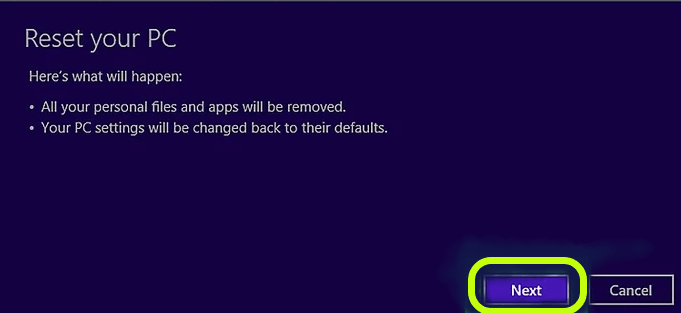 Reset your PC
Here's what will happen:
• All your personal files and apps will be removed.
• Your PC settings will be changed back to their defaults.
Next Cancel